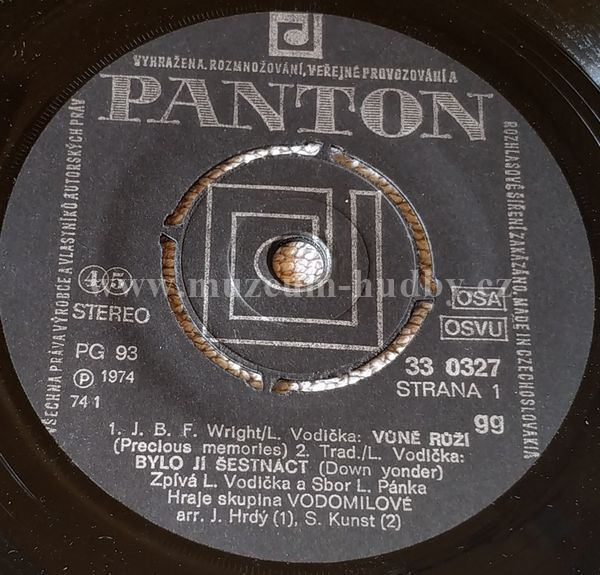 VYHRAŽENA. ROZMNOŽOVÁNÍ, VEŘEJNÉ PROVOZOVÁNÍ A
PANTON
VŠECHNA PRÁVA VÝROBCE A VLASTNÍKŮ AUTORSKÝCH PRÁV
ROZHLASOVÉ ŠÍŘENÍ ZAKÁZÁNO. MADE IN CZECHOSLOVAKIA
www.muzeum-hudby.cz
45
STEREO
OSA
OSVU
PG 93
33 0327
℗ 1974
STRANA 1
74 1
gg
1. J. B. F. Wright/L. Vodička: VŮNĚ RŮŽÍ
(Precious memories) 2. Trad./L. Vodička:
BYLO JÍ ŠESTNÁCT (Down yonder)
Zpívá L. Vodička a Sbor L. Pánka
Hraje skupina VODOMILOVÉ
arr. J. Hrdý (1), S. Kunst (2)